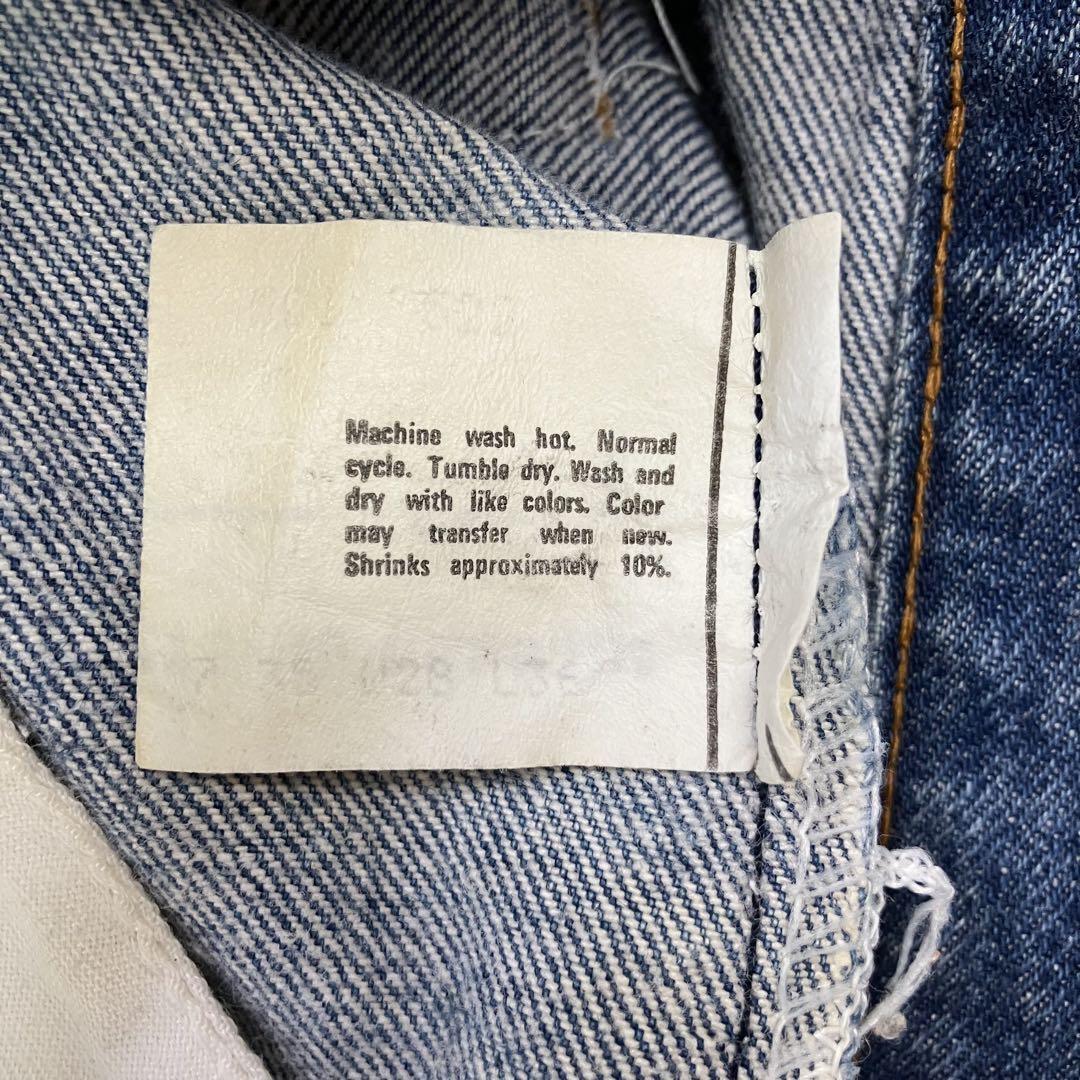 Machine wash hot. Normal
cycle. Tumble dry. Wash and
dry with like colors. Color
may transfer when new.
Shrinks approximately 10%.